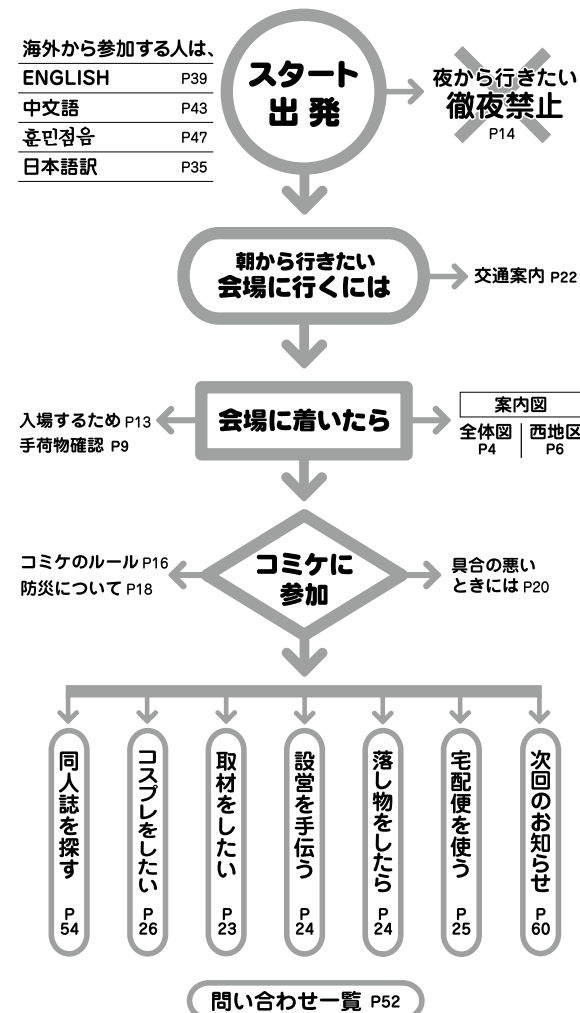 海外から参加する人は、
ENGLISH P39
中文語 P43
훈민점음 P47
日本語訳 P35
スタート
出発
夜から行きたい
徹夜禁止
P14
朝から行きたい
会場に行くには
交通案内 P22
会場に着いたら
入場するため P13
手荷物確認 P9
案内図
全体図 西地区
P4 P6
コミケに
参加
コミケのルール P16
防災について P18
具合の悪い
ときには P20
同人誌を探す P54
コスプレをしたい P26
取材をしたい P23
設営を手伝う P24
落し物をしたら P24
宅配便を使う P25
次回のお知らせ P60
問い合わせ一覧 P52